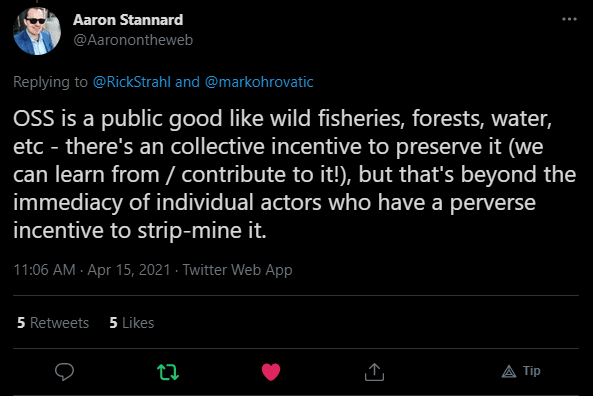 Aaron Stannard
@Aaronontheweb
Replying to @RickStrahl and @markohrovatic
OSS is a public good like wild fisheries, forests, water,
etc - there's an collective incentive to preserve it (we
can learn from / contribute to it!), but that's beyond the
immediacy of individual actors who have a perverse
incentive to strip-mine it.
11:06 AM · Apr 15, 2021 · Twitter Web App
5 Retweets 5 Likes
Tip